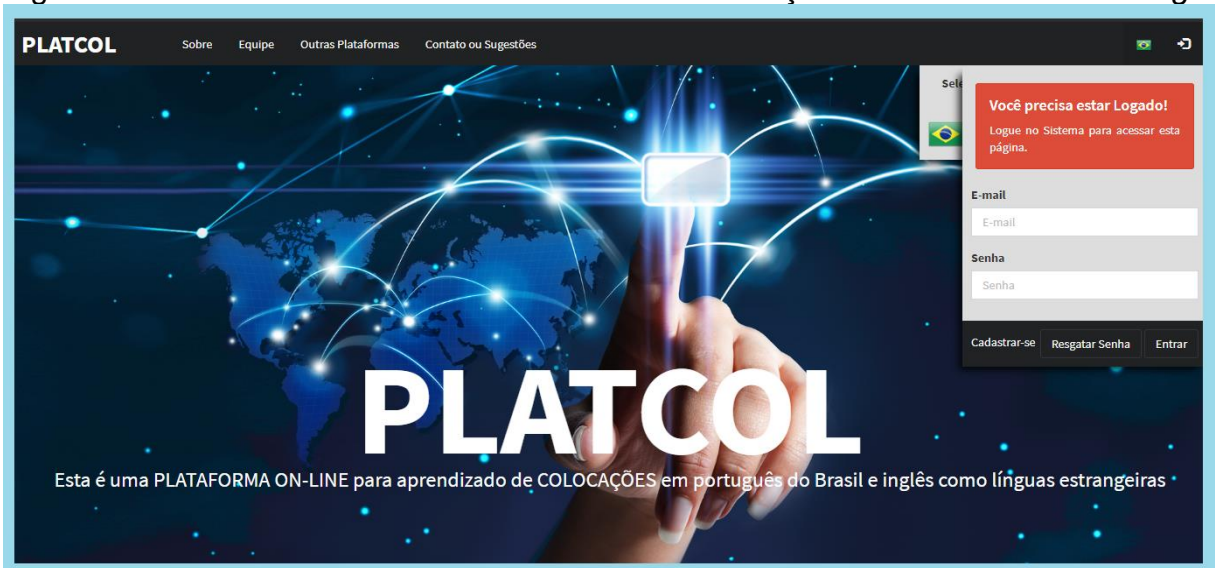 PLATCOL
Sobre Equipe Outras Plataformas Contato ou Sugestões
Você precisa estar Logado!
Logue no Sistema para acessar esta
página.
E-mail
E-mail
Senha
Senha
Cadastrar-se Resgatar Senha Entrar
PLATCOL
Esta é uma PLATAFORMA ON-LINE para aprendizado de COLOCAÇÕES em português do Brasil e inglês como línguas estrangeiras